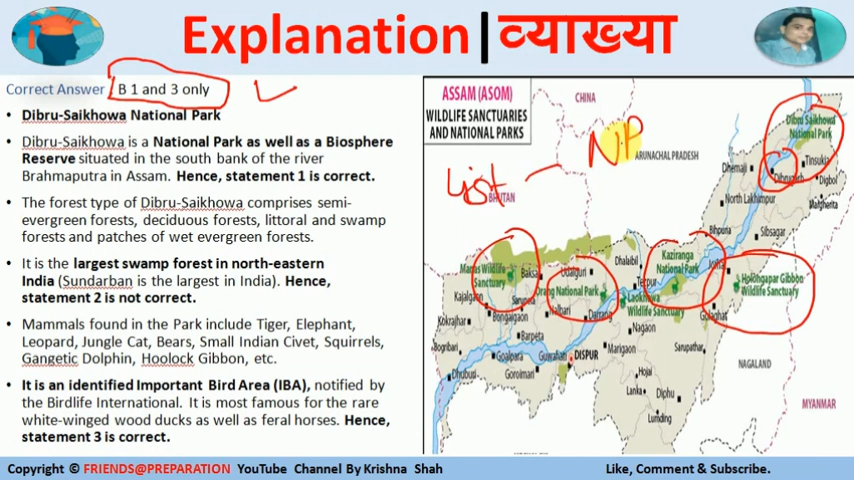 Explanation|व्याख्या
Correct Answer B 1 and 3 only
• Dibru-Saikhowa National Park
• Dibru-Saikhowa is a National Park as well as a Biosphere
Reserve situated in the south bank of the river
Brahmaputra in Assam. Hence, statement 1 is correct.
• The forest type of Dibru-Saikhowa comprises semi-
evergreen forests, deciduous forests, littoral and swamp
forests and patches of wet evergreen forests.
• It is the largest swamp forest in north-eastern
India (Sundarban is the largest in India). Hence,
statement 2 is not correct.
• Mammals found in the Park include Tiger, Elephant,
Leopard, Jungle Cat, Bears, Small Indian Civet, Squirrels,
Gangetic Dolphin, Hoolock Gibbon, etc.
• It is an identified Important Bird Area (IBA), notified by
the Birdlife International. It is most famous for the rare
white-winged wood ducks as well as feral horses. Hence,
statement 3 is correct.
ASSAM (ASOM)
WILDLIFE SANCTUARIES
AND NATIONAL PARKS
CHINA
N.P
List
ARUNACHAL PRADESH
BHUTAN
Dibru Saikhowa
National Park
Tinsukia
Dhemaji
Dibrugarh
Digboi
Margherita
North Lakhimpur
Sibsagar
Bihpuria
Kaziranga
National Park
Dhalaibil
Udalguri
Manas Wildlife
Sanctuary
Baksa
Tezpur
Hollongapar Gibbon
Wildlife Sanctuary
Orang National Park
Laokhowa
Wildlife Sanctuary
Kajalgaon
Nalbari
Darrang
Golaghat
Kokrajhar
Bongaigaon
Barpeta
Nagaon
Bogribari
Goalpara
Guwahati
DISPUR
Marigaon
Sarupathar
NAGALAND
Dhuburi
Goroimari
Hojai
Lanka
Diphu
Lumding
MYANMAR
Copyright © FRIENDS@PREPARATION YouTube Channel By Krishna Shah
Like, Comment & Subscribe.